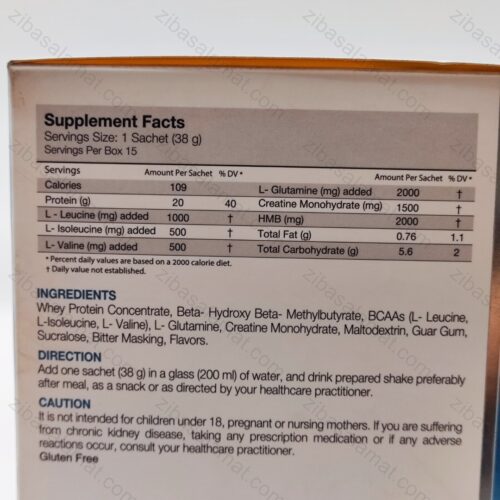 Supplement Facts
Servings Size: 1 Sachet (38 g)
Servings Per Box 15
Servings Amount Per Sachet % DV* Amount Per Sachet % DV*
Calories 109 L- Glutamine (mg) added 2000 †
Protein (g) 20 40 Creatine Monohydrate (mg) 1500 †
L - Leucine (mg) added 1000 † HMB (mg) 2000 †
L- Isoleucine (mg) added 500 † Total Fat (g) 0.76 1.1
L- Valine (mg) added 500 † Total Carbohydrate (g) 5.6 2
* Percent daily values are based on a 2000 calorie diet.
† Daily value not established.
INGREDIENTS
Whey Protein Concentrate, Beta- Hydroxy Beta- Methylbutyrate, BCAAs (L- Leucine,
L-Isoleucine, L- Valine), L- Glutamine, Creatine Monohydrate, Maltodextrin, Guar Gum,
Sucralose, Bitter Masking, Flavors.
DIRECTION
Add one sachet (38 g) in a glass (200 ml) of water, and drink prepared shake preferably
after meal, as a snack or as directed by your healthcare practitioner.
CAUTION
It is not intended for children under 18, pregnant or nursing mothers. If you are suffering
from chronic kidney disease, taking any prescription medication or if any adverse
reactions occur, consult your healthcare practitioner.
Gluten Free
zibasalamat.com